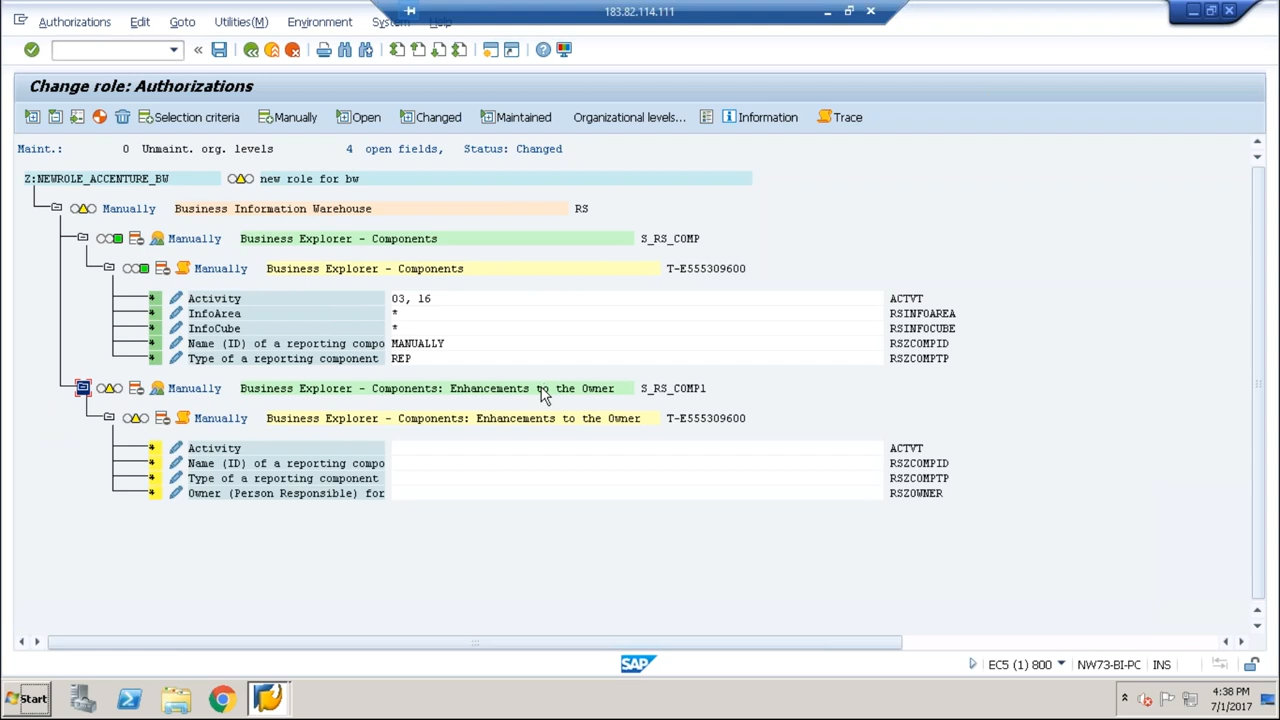 183.82.114.111
Authorizations Edit Goto Utilities(M) Environment System Help
Change role: Authorizations
Selection criteria Manually Open Changed Maintained Organizational levels... Information Trace
Maint.: 0 Unmaint. org. levels 4 open fields, Status: Changed
Z:NEWROLE_ACCENTURE_BW new role for bw
Manually Business Information Warehouse RS
Manually Business Explorer - Components S_RS_COMP
Manually Business Explorer - Components T-E555309600
* Activity 03, 16 ACTVT
* InfoArea * RSINFOAREA
* InfoCube * RSINFOCUBE
* Name (ID) of a reporting compo MANUALLY RSZCOMPID
* Type of a reporting component REP RSZCOMPTP
Manually Business Explorer - Components: Enhancements to the Owner S_RS_COMP1
Manually Business Explorer - Components: Enhancements to the Owner T-E555309600
* Activity ACTVT
* Name (ID) of a reporting compo RSZCOMPID
* Type of a reporting component RSZCOMPTP
* Owner (Person Responsible) for RSZOWNER
SAP EC5 (1) 800 NW73-BI-PC INS
Start 4:38 PM
7/1/2017